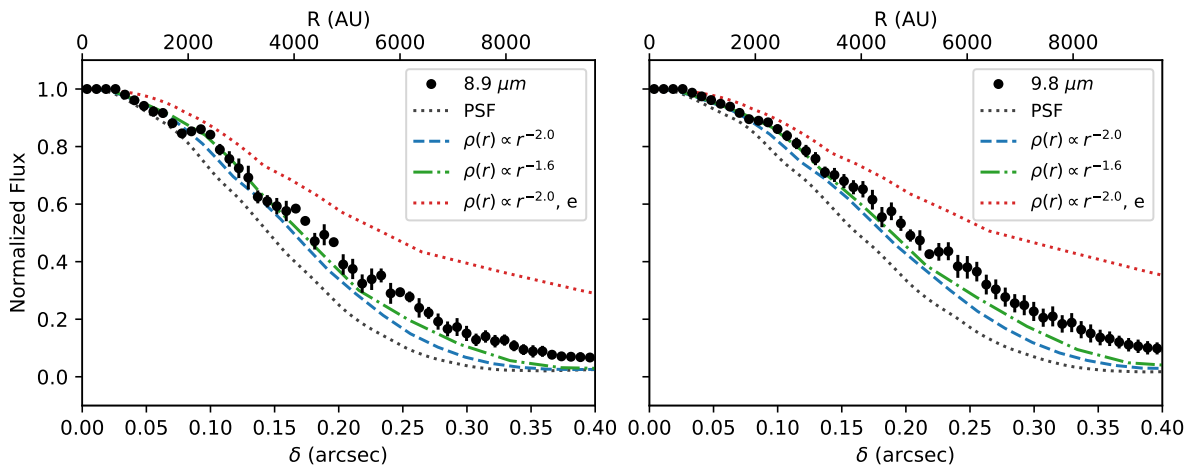 R (AU)
0 2000 4000 6000 8000
Normalized Flux
1.0
0.8
0.6
0.4
0.2
0.0
8.9 μm
PSF
ρ(r) ∝ r⁻²·⁰
ρ(r) ∝ r⁻¹·⁶
ρ(r) ∝ r⁻²·⁰, e
0.00 0.05 0.10 0.15 0.20 0.25 0.30 0.35 0.40
δ (arcsec)
R (AU)
0 2000 4000 6000 8000
9.8 μm
PSF
ρ(r) ∝ r⁻²·⁰
ρ(r) ∝ r⁻¹·⁶
ρ(r) ∝ r⁻²·⁰, e
0.00 0.05 0.10 0.15 0.20 0.25 0.30 0.35 0.40
δ (arcsec)